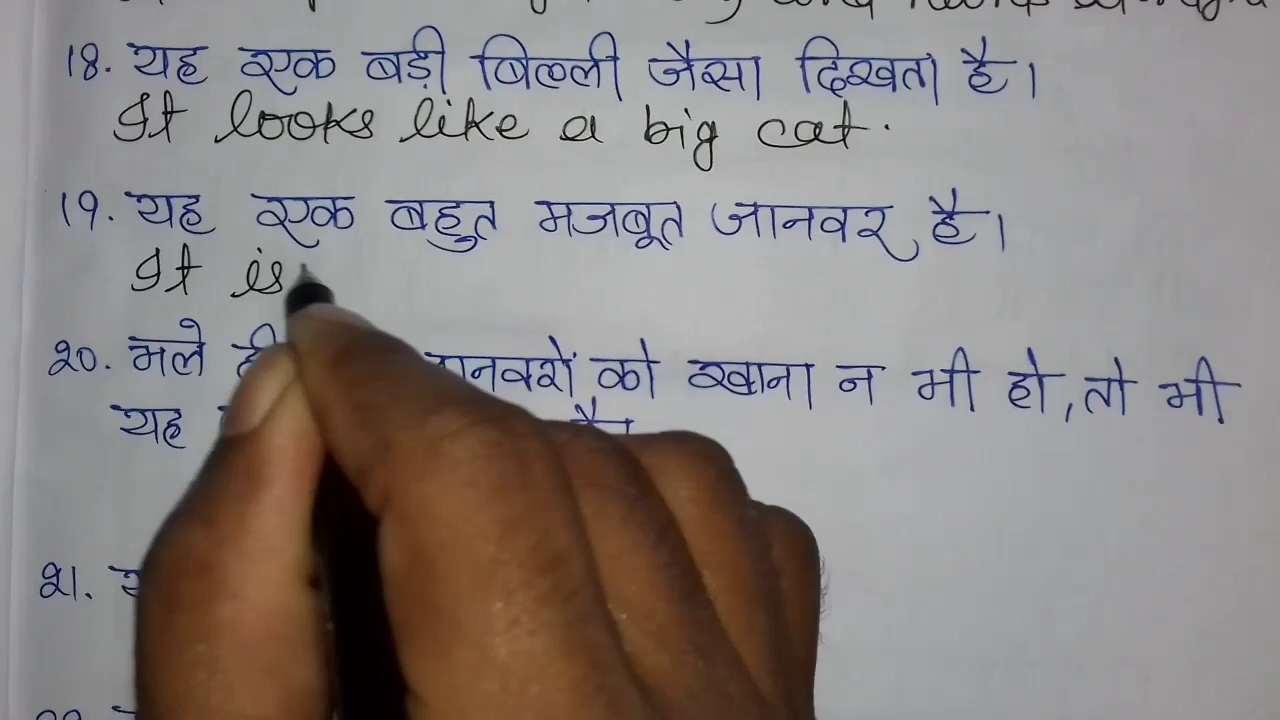 18. यह एक बड़ी बिल्ली जैसा दिखता है।
It looks like a big cat.
19. यह एक बहुत मजबूत जानवर है।
It is
20. भले ही को खाना न भी हो, तो भी
यह है
21.